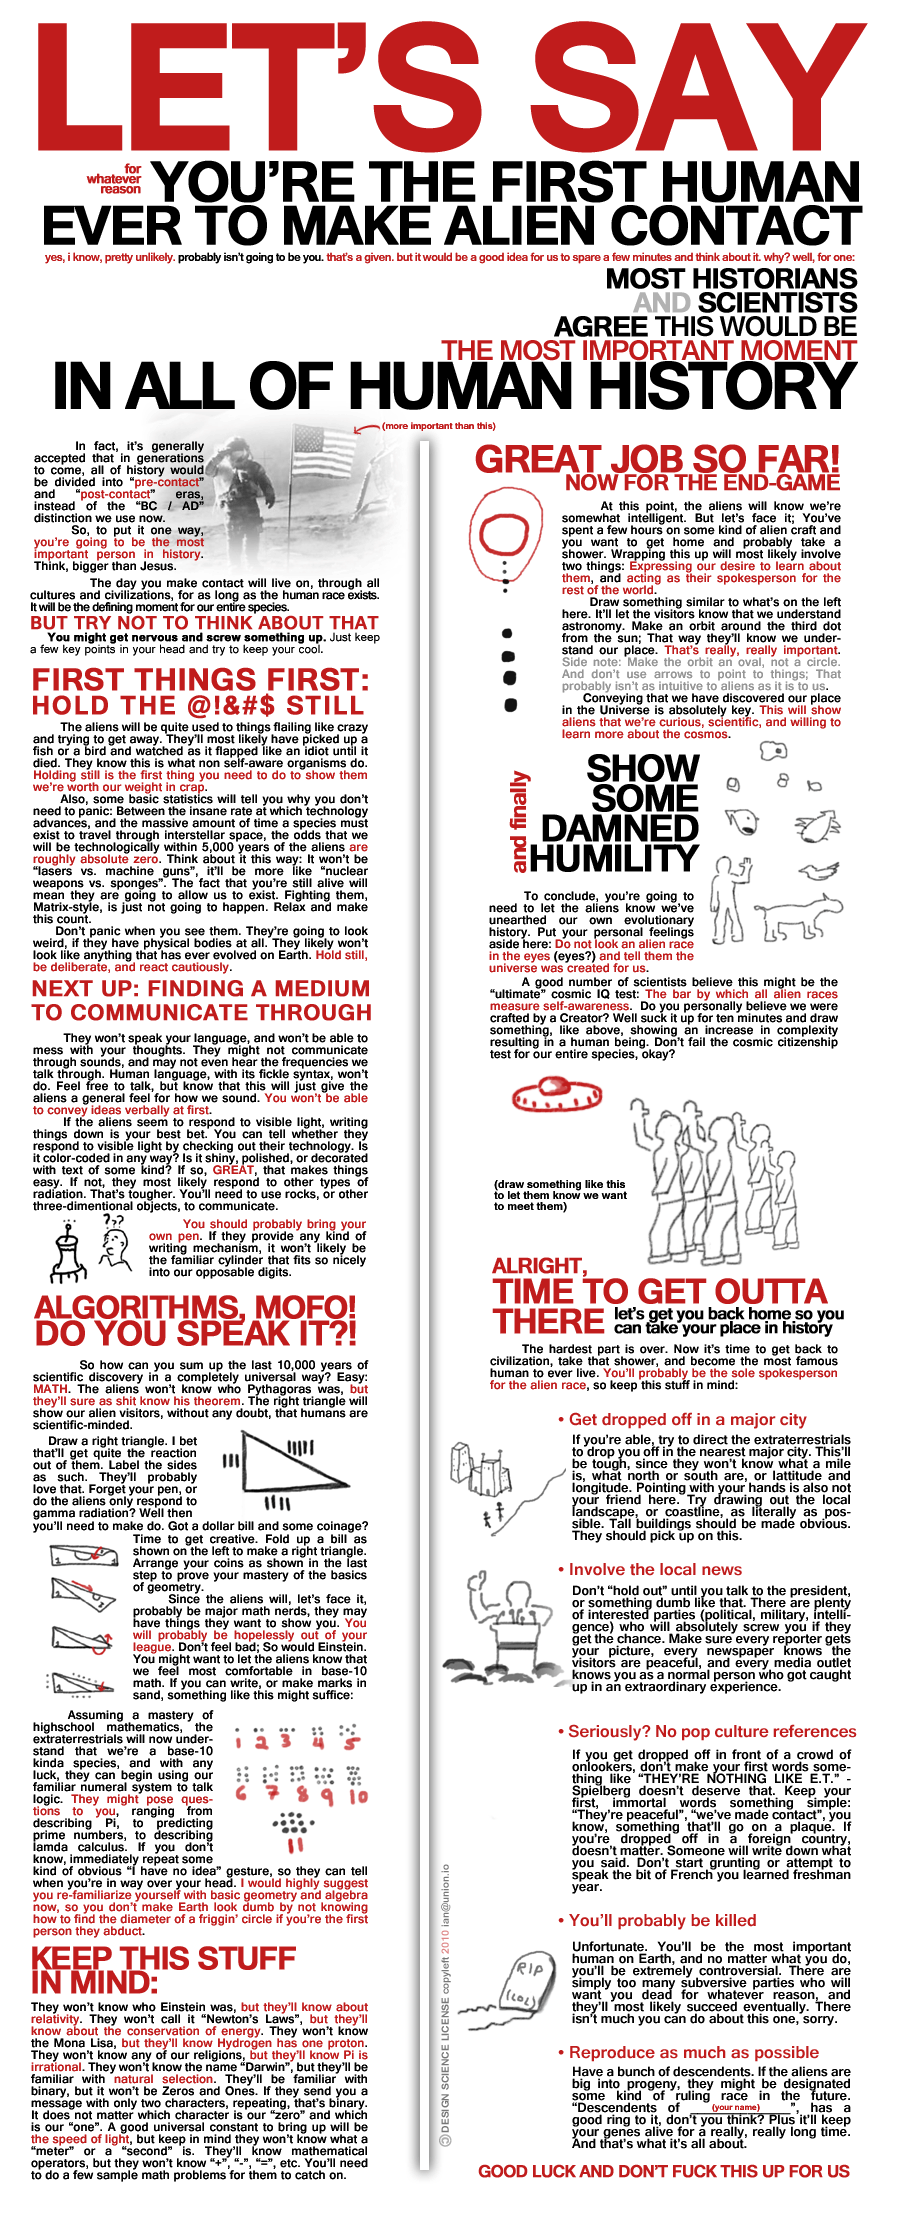 LET'S SAY
for
whatever
reason
YOU'RE THE FIRST HUMAN
EVER TO MAKE ALIEN CONTACT
yes, i know, pretty unlikely. probably isn't going to be you. that's a given. but it would be a good idea for us to spare a few minutes and think about it. why? well, for one:
MOST HISTORIANS
AND SCIENTISTS
AGREE THIS WOULD BE
THE MOST IMPORTANT MOMENT
IN ALL OF HUMAN HISTORY
(more important than this)
In fact, it's generally
accepted that in generations
to come, all of history would
be divided into "pre-contact"
and "post-contact" eras,
instead of the "BC / AD"
distinction we use now.
So, to put it one way,
you're going to be the most
important person in history.
Think, bigger than Jesus.
The day you make contact will live on, through all
cultures and civilizations, for as long as the human race exists.
It will be the defining moment for our entire species.
BUT TRY NOT TO THINK ABOUT THAT
You might get nervous and screw something up. Just keep
a few key points in your head and try to keep your cool.
FIRST THINGS FIRST:
HOLD THE @!&#$ STILL
The aliens will be quite used to things flailing like crazy
and trying to get away. They'll most likely have picked up a
fish or a bird and watched as it flapped like an idiot until it
died. They know this is what non self-aware organisms do.
Holding still is the first thing you need to do to show them
we're worth our weight in crap.
Also, some basic statistics will tell you why you don't
need to panic: Between the insane rate at which technology
advances, and the massive amount of time a species must
exist to travel through interstellar space, the odds that we
will be technologically within 5,000 years of the aliens are
roughly absolute zero. Think about it this way: It won't be
"lasers vs. machine guns", it'll be more like "nuclear
weapons vs. sponges". The fact that you're still alive will
mean they are going to allow us to exist. Fighting them,
Matrix-style, is just not going to happen. Relax and make
this count.
Don't panic when you see them. They're going to look
weird, if they have physical bodies at all. They likely won't
look like anything that has ever evolved on Earth. Hold still,
be deliberate, and react cautiously.
NEXT UP: FINDING A MEDIUM
TO COMMUNICATE THROUGH
They won't speak your language, and won't be able to
mess with your thoughts. They might not communicate
through sounds, and may not even hear the frequencies we
talk through. Human language, with its fickle syntax, won't
do. Feel free to talk, but know that this will just give the
aliens a general feel for how we sound. You won't be able
to convey ideas verbally at first.
If the aliens seem to respond to visible light, writing
things down is your best bet. You can tell whether they
respond to visible light by checking out their technology. Is
it color-coded in any way? Is it shiny, polished, or decorated
with text of some kind? If so, GREAT, that makes things
easy. If not, they most likely respond to other types of
radiation. That's tougher. You'll need to use rocks, or other
three-dimentional objects, to communicate.
???
You should probably bring your
own pen. If they provide any kind of
writing mechanism, it won't likely be
the familiar cylinder that fits so nicely
into our opposable digits.
ALGORITHMS, MOFO!
DO YOU SPEAK IT?!
So how can you sum up the last 10,000 years of
scientific discovery in a completely universal way? Easy:
MATH. The aliens won't know who Pythagoras was, but
they'll sure as shit know his theorem. The right triangle will
show our alien visitors, without any doubt, that humans are
scientific-minded.
Draw a right triangle. I bet
that'll get quite the reaction
out of them. Label the sides
as such. They'll probably
love that. Forget your pen, or
do the aliens only respond to
gamma radiation? Well then
you'll need to make do. Got a dollar bill and some coinage?
Time to get creative. Fold up a bill as
shown on the left to make a right triangle.
Arrange your coins as shown in the last
step to prove your mastery of the basics
of geometry.
Since the aliens will, let's face it,
probably be major math nerds, they may
have things they want to show you. You
will probably be hopelessly out of your
league. Don't feel bad; So would Einstein.
You might want to let the aliens know that
we feel most comfortable in base-10
math. If you can write, or make marks in
sand, something like this might suffice:
Assuming a mastery of
highschool mathematics, the
extraterrestrials will now under-
stand that we're a base-10
kinda species, and with any
luck, they can begin using our
familiar numeral system to talk
logic. They might pose ques-
tions to you, ranging from
describing Pi, to predicting
prime numbers, to describing
lamda calculus. If you don't
know, immediately repeat some
kind of obvious "I have no idea" gesture, so they can tell
when you're in way over your head. I would highly suggest
you re-familiarize yourself with basic geometry and algebra
now, so you don't make Earth look dumb by not knowing
how to find the diameter of a friggin' circle if you're the first
person they abduct.
1 2 3 4 5
6 7 8 9 10
11
KEEP THIS STUFF
IN MIND:
They won't know who Einstein was, but they'll know about
relativity. They won't call it "Newton's Laws", but they'll
know about the conservation of energy. They won't know
the Mona Lisa, but they'll know Hydrogen has one proton.
They won't know any of our religions, but they'll know Pi is
irrational. They won't know the name "Darwin", but they'll be
familiar with natural selection. They'll be familiar with
binary, but it won't be Zeros and Ones. If they send you a
message with only two characters, repeating, that's binary.
It does not matter which character is our "zero" and which
is our "one". A good universal constant to bring up will be
the speed of light, but keep in mind they won't know what a
"meter" or a "second" is. They'll know mathematical
operators, but they won't know "+", "-", "=", etc. You'll need
to do a few sample math problems for them to catch on.
DESIGN SCIENCE LICENSE copyleft 2010 ian@union.io
GREAT JOB SO FAR!
NOW FOR THE END-GAME
At this point, the aliens will know we're
somewhat intelligent. But let's face it; You've
spent a few hours on some kind of alien craft and
you want to get home and probably take a
shower. Wrapping this up will most likely involve
two things: Expressing our desire to learn about
them, and acting as their spokesperson for the
rest of the world.
Draw something similar to what's on the left
here. It'll let the visitors know that we understand
astronomy. Make an orbit around the third dot
from the sun; That way they'll know we under-
stand our place. That's really, really important.
Side note: Make the orbit an oval, not a circle.
And don't use arrows to point to things; That
probably isn't as intuitive to aliens as it is to us.
Conveying that we have discovered our place
in the Universe is absolutely key. This will show
aliens that we're curious, scientific, and willing to
learn more about the cosmos.
and finally
SHOW
SOME
DAMNED
HUMILITY
To conclude, you're going to
need to let the aliens know we've
unearthed our own evolutionary
history. Put your personal feelings
aside here: Do not look an alien race
in the eyes (eyes?) and tell them the
universe was created for us.
A good number of scientists believe this might be the
"ultimate" cosmic IQ test: The bar by which all alien races
measure self-awareness. Do you personally believe we were
crafted by a Creator? Well suck it up for ten minutes and draw
something, like above, showing an increase in complexity
resulting in a human being. Don't fail the cosmic citizenship
test for our entire species, okay?
(draw something like this
to let them know we want
to meet them)
ALRIGHT,
TIME TO GET OUTTA
THERE let's get you back home so you
can take your place in history
The hardest part is over. Now it's time to get back to
civilization, take that shower, and become the most famous
human to ever live. You'll probably be the sole spokesperson
for the alien race, so keep this stuff in mind:
• Get dropped off in a major city
If you're able, try to direct the extraterrestrials
to drop you off in the nearest major city. This'll
be tough, since they won't know what a mile
is, what north or south are, or lattitude and
longitude. Pointing with your hands is also not
your friend here. Try drawing out the local
landscape, or coastline, as literally as pos-
sible. Tall buildings should be made obvious.
They should pick up on this.
• Involve the local news
Don't "hold out" until you talk to the president,
or something dumb like that. There are plenty
of interested parties (political, military, intelli-
gence) who will absolutely screw you if they
get the chance. Make sure every reporter gets
your picture, every newspaper knows the
visitors are peaceful, and every media outlet
knows you as a normal person who got caught
up in an extraordinary experience.
• Seriously? No pop culture references
If you get dropped off in front of a crowd of
onlookers, don't make your first words some-
thing like "THEY'RE NOTHING LIKE E.T." -
Spielberg doesn't deserve that. Keep your
first, immortal words something simple:
"They're peaceful", "we've made contact", you
know, something that'll go on a plaque. If
you're dropped off in a foreign country,
doesn't matter. Someone will write down what
you said. Don't start grunting or attempt to
speak the bit of French you learned freshman
year.
• You'll probably be killed
Unfortunate. You'll be the most important
human on Earth, and no matter what you do,
you'll be extremely controversial. There are
simply too many subversive parties who will
want you dead for whatever reason, and
they'll most likely succeed eventually. There
isn't much you can do about this one, sorry.
RIP
(LOL)
• Reproduce as much as possible
Have a bunch of descendents. If the aliens are
big into progeny, they might be designated
some kind of ruling race in the future.
"Descendents of (your name)", has a
good ring to it, don't you think? Plus it'll keep
your genes alive for a really, really long time.
And that's what it's all about.
GOOD LUCK AND DON'T FUCK THIS UP FOR US